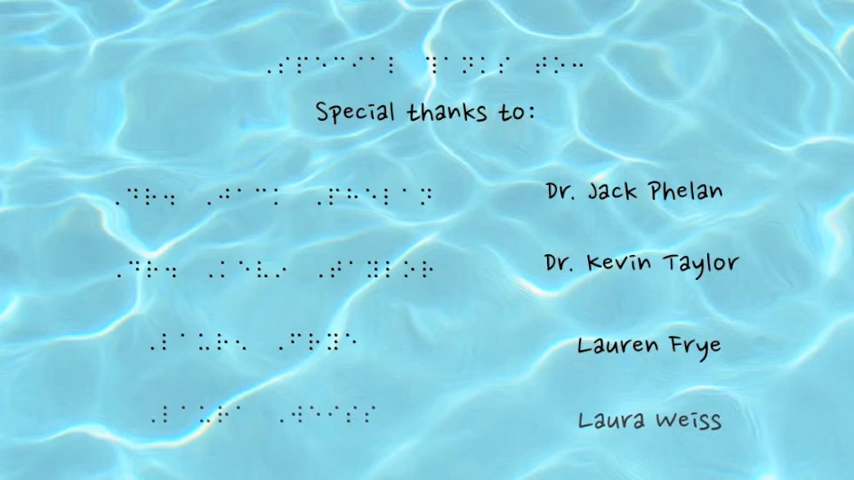 ⠠⠎⠏⠑⠉⠊⠁⠇ ⠹⠁⠝⠅⠎ ⠞⠕⠒
Special thanks to:
⠠⠙⠗⠲ ⠠⠚⠁⠉⠅ ⠠⠏⠓⠑⠇⠁⠝ Dr. Jack Phelan
⠠⠙⠗⠲ ⠠⠅⠑⠧⠔ ⠠⠞⠁⠽⠇⠕⠗ Dr. Kevin Taylor
⠠⠇⠁⠥⠗⠢ ⠠⠋⠗⠽⠑ Lauren Frye
⠠⠇⠁⠥⠗⠁ ⠠⠺⠑⠊⠎⠎ Laura Weiss